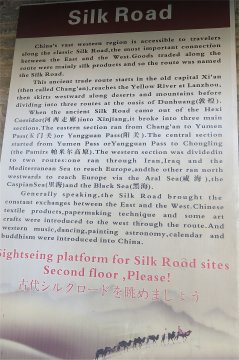 Silk Road
China's vast western region is accessible to travelers
along the classic Silk Road,the most important connection
between the East and the West.Goods traded along the
route were mainly silk products and so the route was named
the Silk Road.
This ancient trade route starts in the old capital Xi'an
(then called Chang'an),reaches the Yellow River at Lanzhou,
then skirts westward along deserts and mountains before
dividing into three routes at the oasis of Dunhuang(敦煌).
When the ancient Silk Road came out of the Hexi
Corridor(河西走廊)into Xinjiang,it broke into three main
sections.The eastern section ran from Chang'an to Yumen
Pass(玉门关)or Yangguan Pass(阳关).The central section
started from Yumen Pass orYangguan Pass to Chongling
(the Pamirs 帕米尔高原).The western section was dividedin
to two routes:one ran through Iran,Iraq and the
Mediterranean Sea to reach Europe,andthe other ran north
westwards to reach Europe via the Aral Sea(咸海),the
CaspianSea(里海)and the Black Sea(黑海).
Generally speaking,the Silk Road brought the
constant exchanges between the East and the West.Chinese
textile products,papermaking technique and some art
styles were introduced to the west through the route.And
western music,dancing,painting astronomy,calendar and
buddhism were introduced into China.
Sightseeing platform for Silk Road sites
Second floor ,Please!
古代シルクロードを眺めましょう